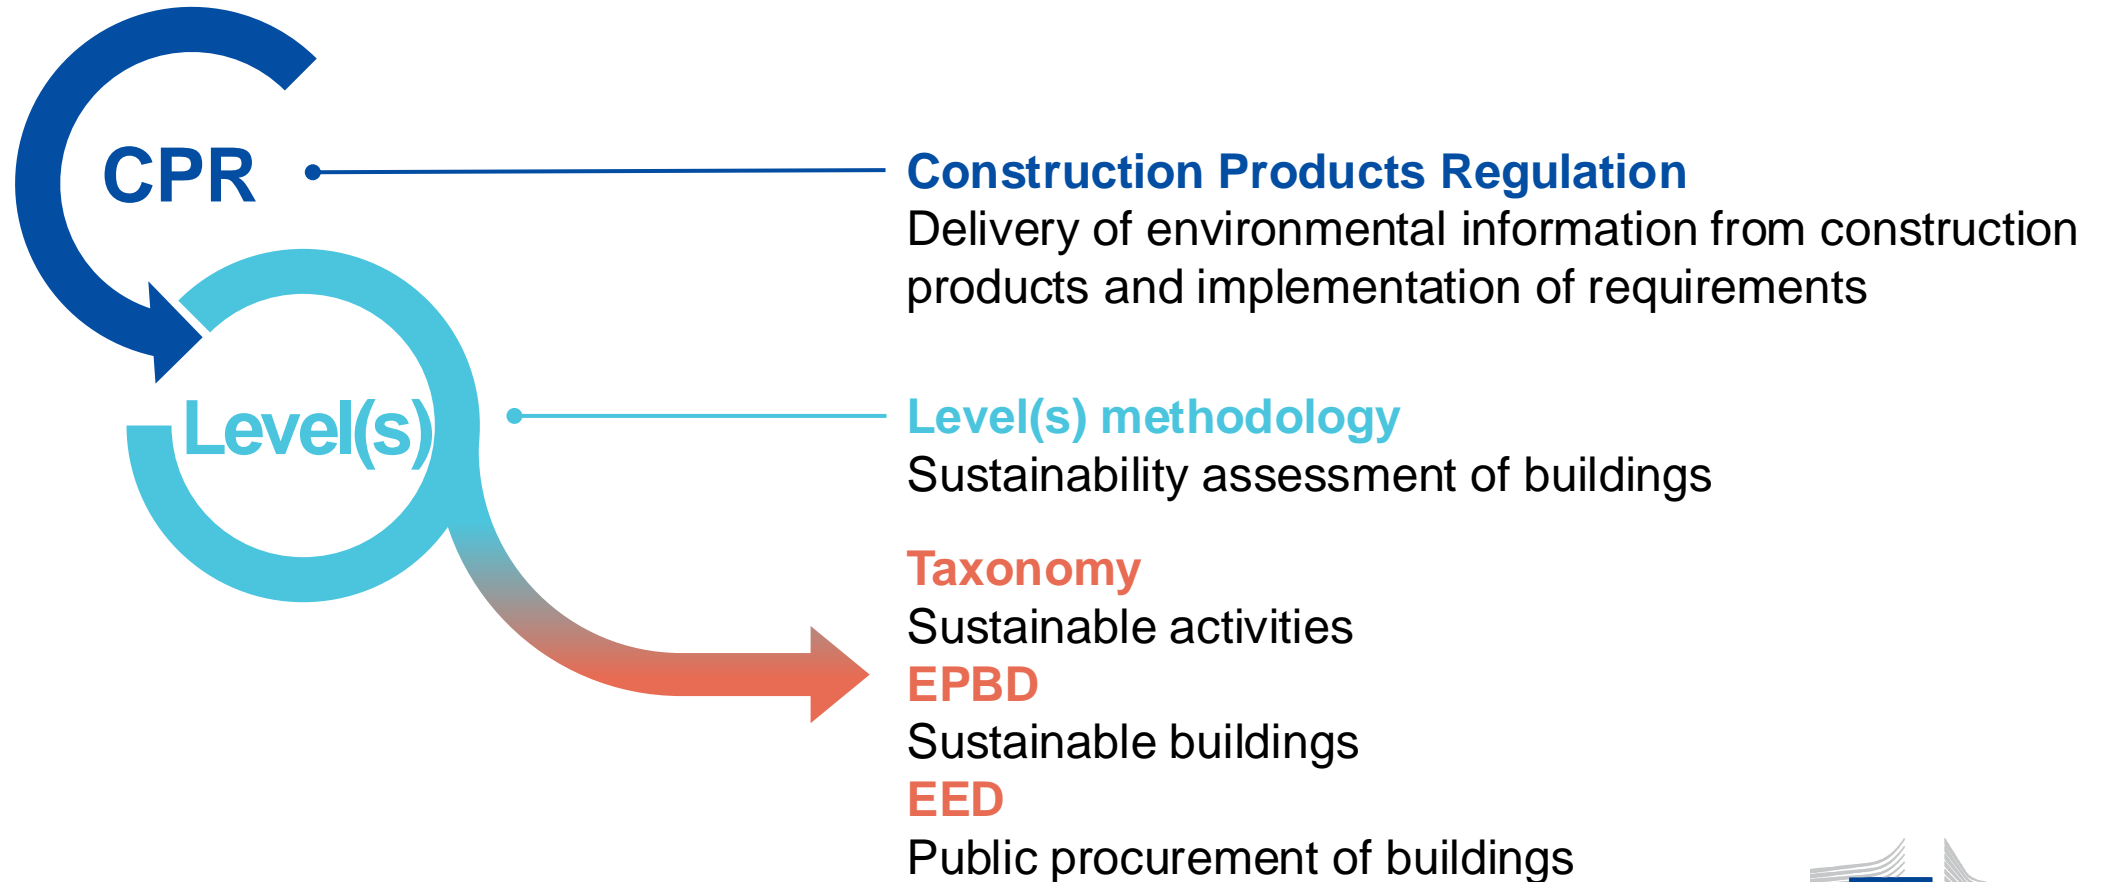 CPR
Construction Products Regulation
Delivery of environmental information from construction
products and implementation of requirements
Level(s)
Level(s) methodology
Sustainability assessment of buildings
Taxonomy
Sustainable activities
EPBD
Sustainable buildings
EED
Public procurement of buildings